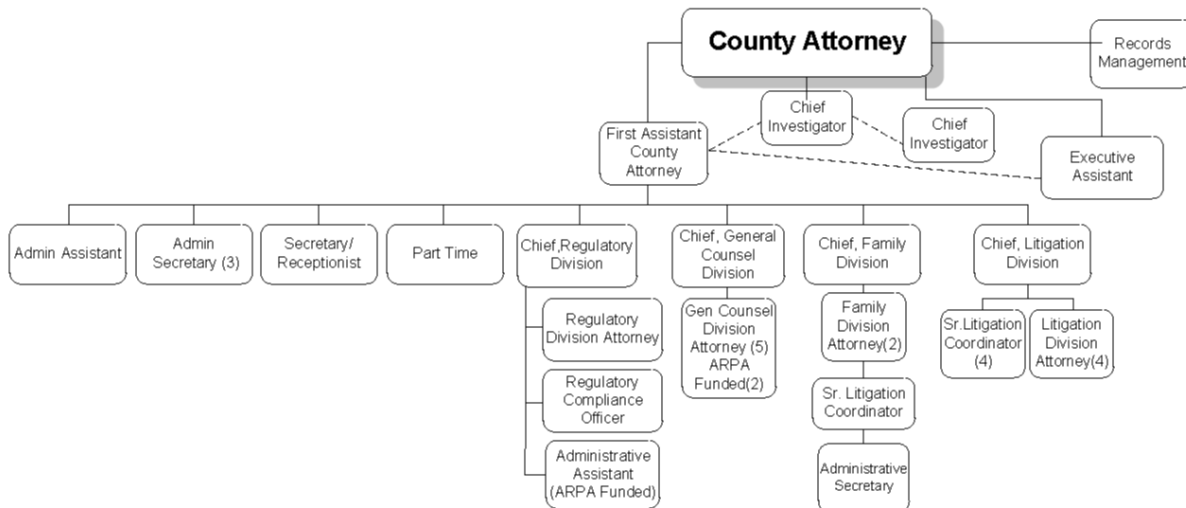 County Attorney
Records
Management
Chief
Investigator
Chief
Investigator
First Assistant
County
Attorney
Executive
Assistant
Admin Assistant
Admin
Secretary (3)
Secretary/
Receptionist
Part Time
Chief,Regulatory
Division
Chief, General
Counsel
Division
Chief, Family
Division
Chief, Litigation
Division
Regulatory
Division Attorney
Regulatory
Compliance
Officer
Administrative
Assistant
(ARPA Funded)
Gen Counsel
Division
Attorney (5)
ARPA
Funded(2)
Family
Division
Attorney(2)
Sr. Litigation
Coordinator
Administrative
Secretary
Sr.Litigation
Coordinator
(4)
Litigation
Division
Attorney(4)